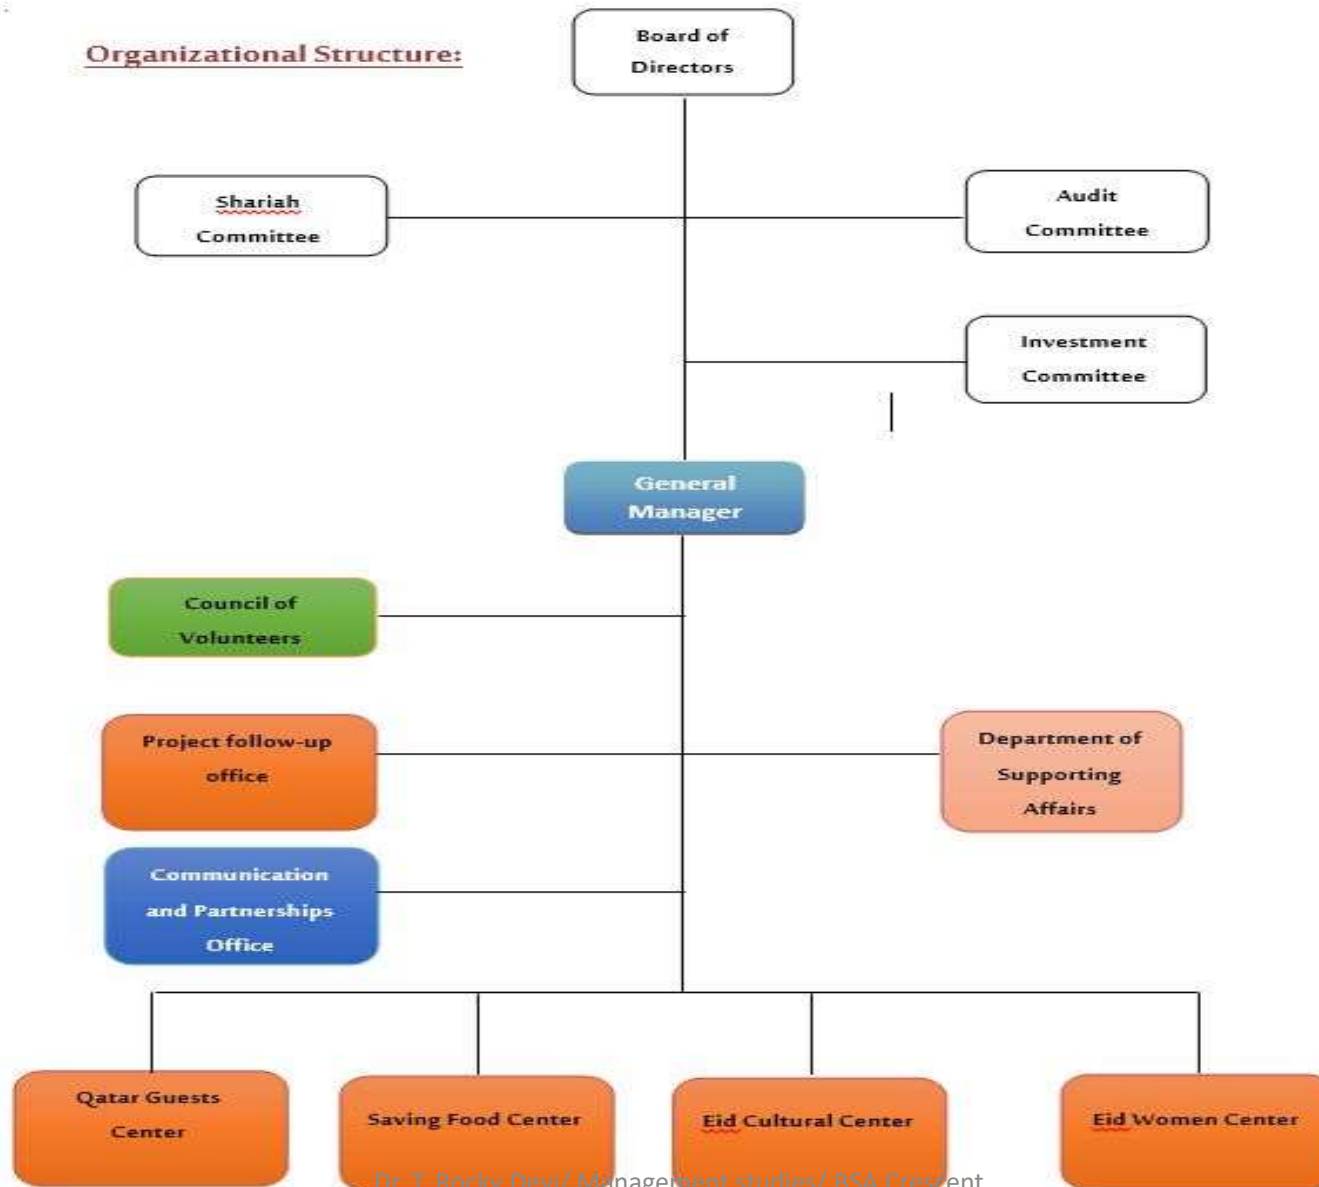 Organizational Structure:
Board of
Directors
Shariah
Committee
Audit
Committee
Investment
Committee
General
Manager
Council of
Volunteers
Project follow-up
office
Department of
Supporting
Affairs
Communication
and Partnerships
Office
Qatar Guests
Center
Saving Food Center
Eid Cultural Center
Eid Women Center
Dr. T. Rocky Devi/ Management studies/ BSA Crescent